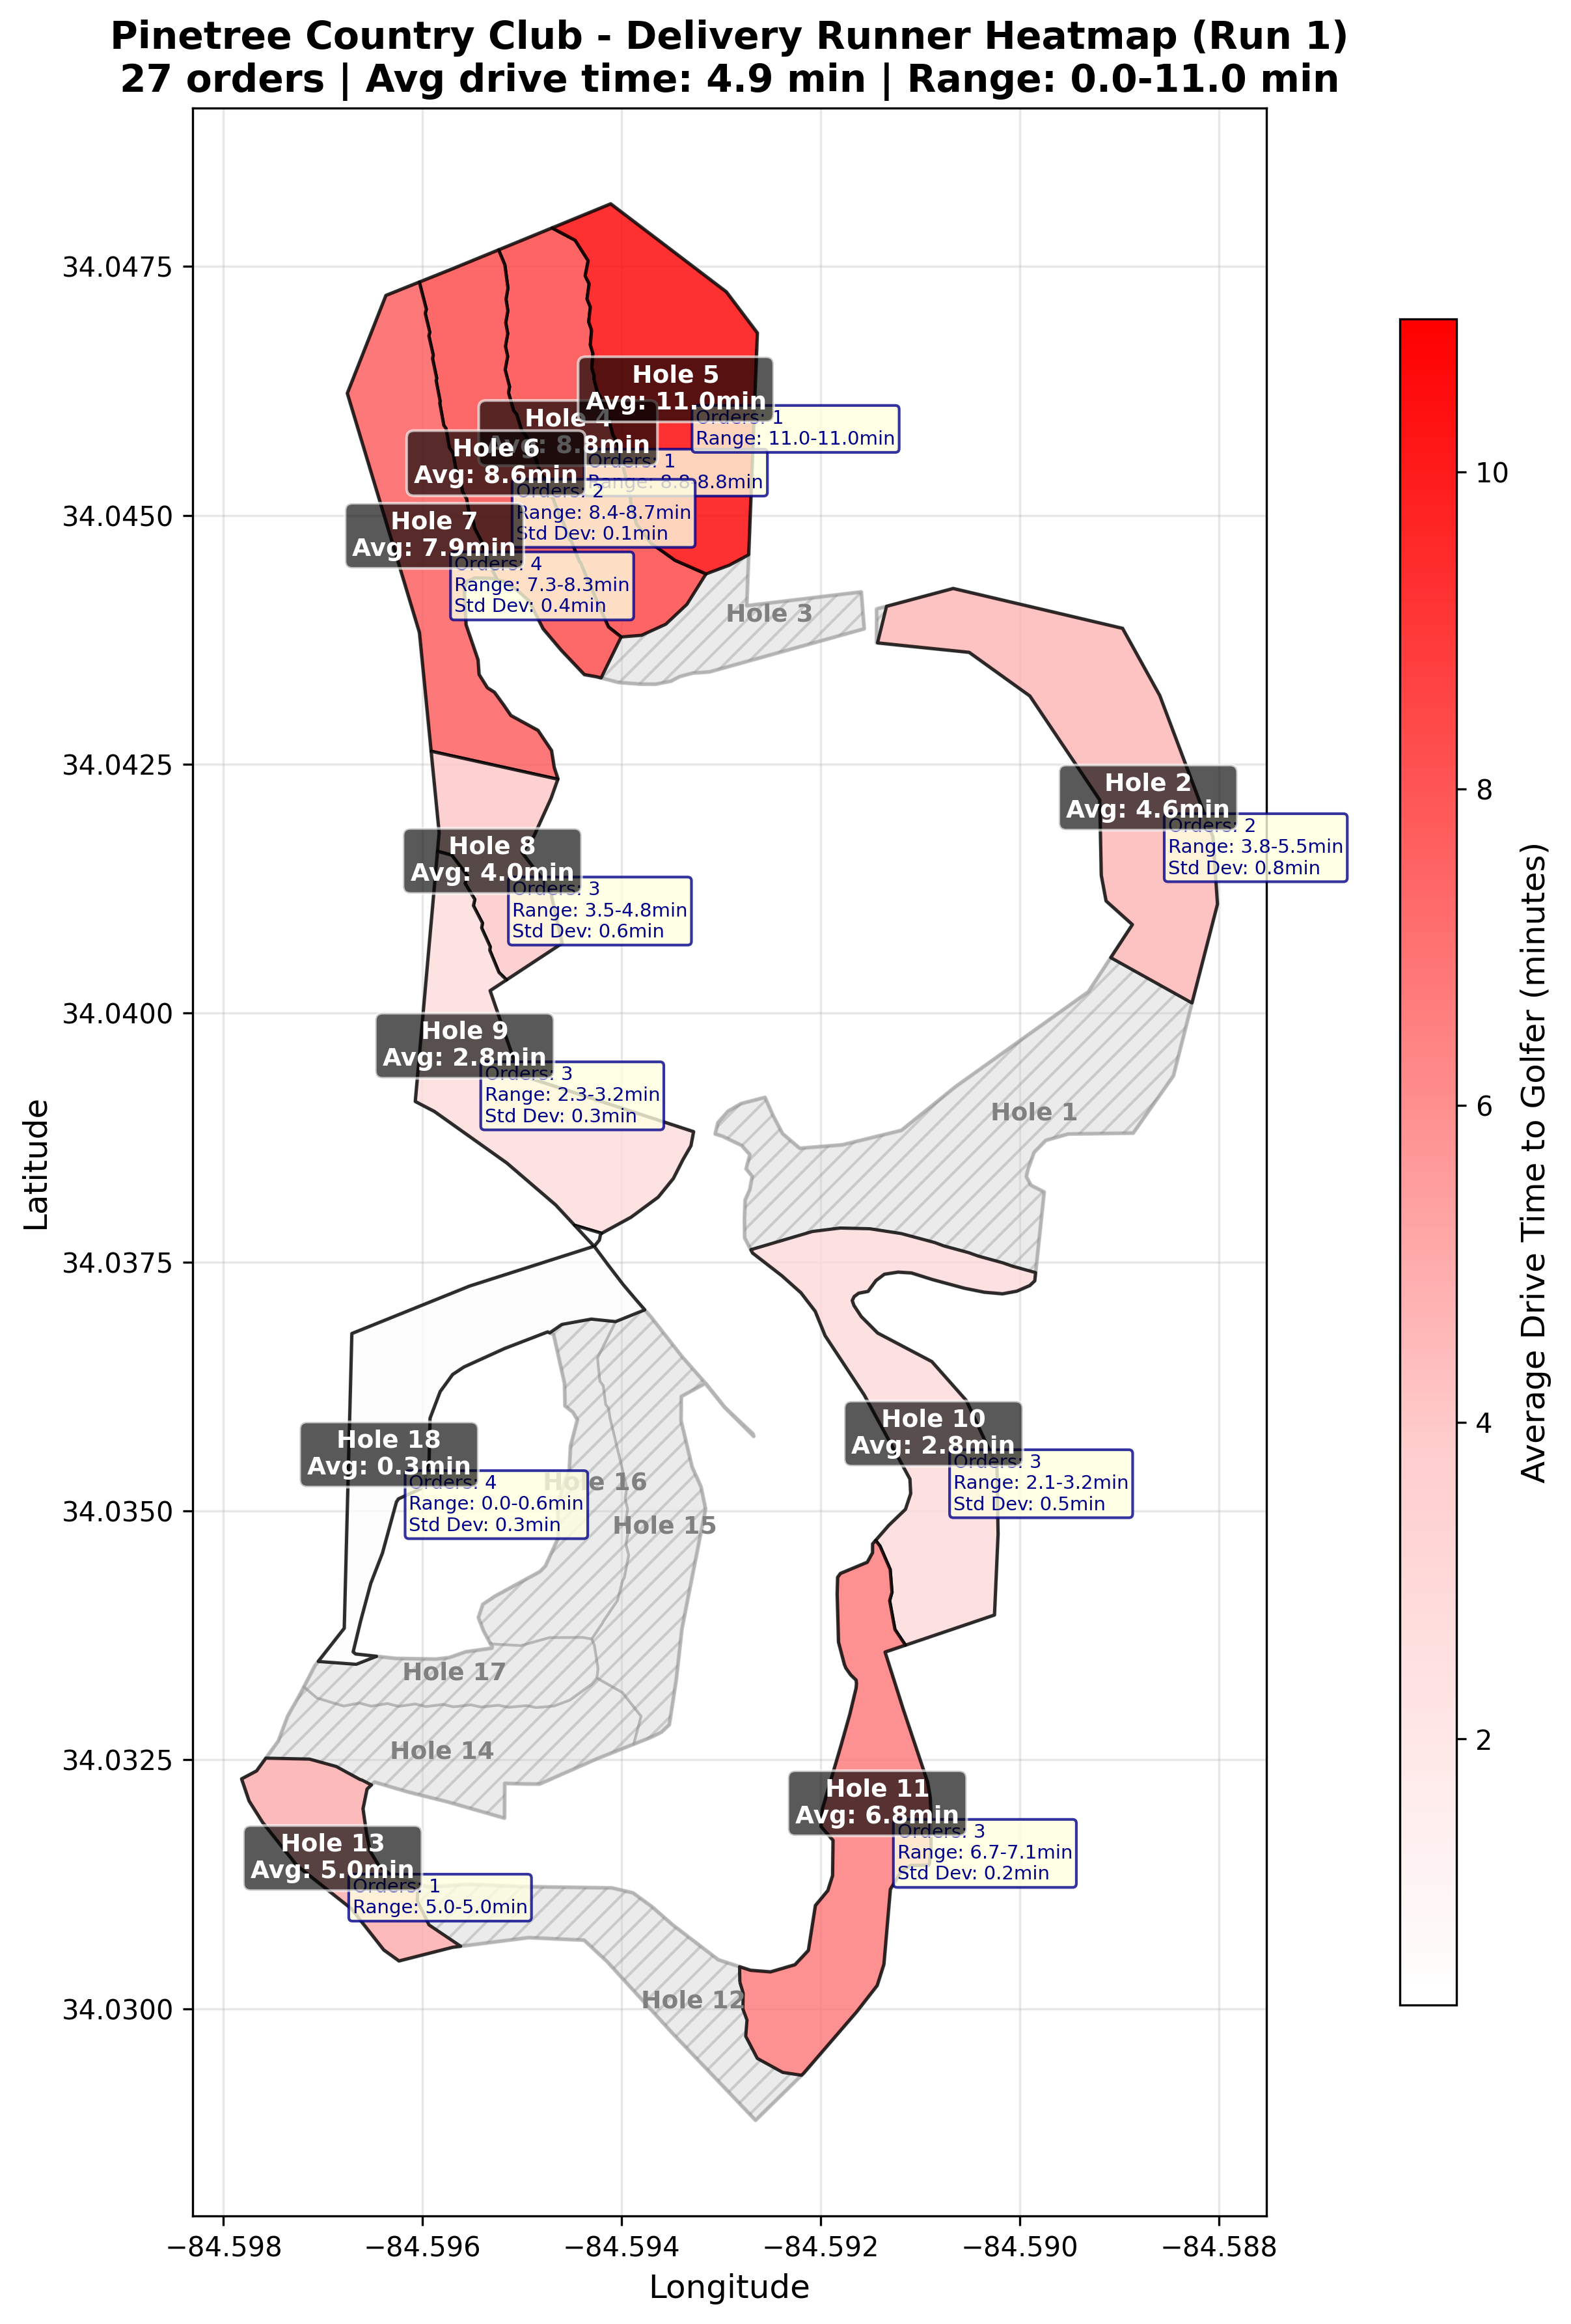 Pinetree Country Club - Delivery Runner Heatmap (Run 1)
27 orders | Avg drive time: 4.9 min | Range: 0.0-11.0 min
Hole 5
Avg: 11.0min
Orders: 1
Range: 11.0-11.0min
Hole 4
Avg: 8.8min
Orders: 1
Range: 8.8-8.8min
Hole 6
Avg: 8.6min
Orders: 2
Range: 8.4-8.7min
Std Dev: 0.1min
Hole 7
Avg: 7.9min
Orders: 4
Range: 7.3-8.3min
Std Dev: 0.4min
Hole 3
Hole 2
Avg: 4.6min
Orders: 2
Range: 3.8-5.5min
Std Dev: 0.8min
Hole 8
Avg: 4.0min
Orders: 3
Range: 3.5-4.8min
Std Dev: 0.6min
Hole 9
Avg: 2.8min
Orders: 3
Range: 2.3-3.2min
Std Dev: 0.3min
Hole 1
Hole 10
Avg: 2.8min
Orders: 3
Range: 2.1-3.2min
Std Dev: 0.5min
Hole 18
Avg: 0.3min
Orders: 4
Range: 0.0-0.6min
Std Dev: 0.3min
Hole 16
Hole 15
Hole 17
Hole 14
Hole 11
Avg: 6.8min
Orders: 3
Range: 6.7-7.1min
Std Dev: 0.2min
Hole 13
Avg: 5.0min
Orders: 1
Range: 5.0-5.0min
Hole 12
34.0475
34.0450
34.0425
34.0400
34.0375
34.0350
34.0325
34.0300
Latitude
−84.598
−84.596
−84.594
−84.592
−84.590
−84.588
Longitude
10
8
6
4
2
Average Drive Time to Golfer (minutes)